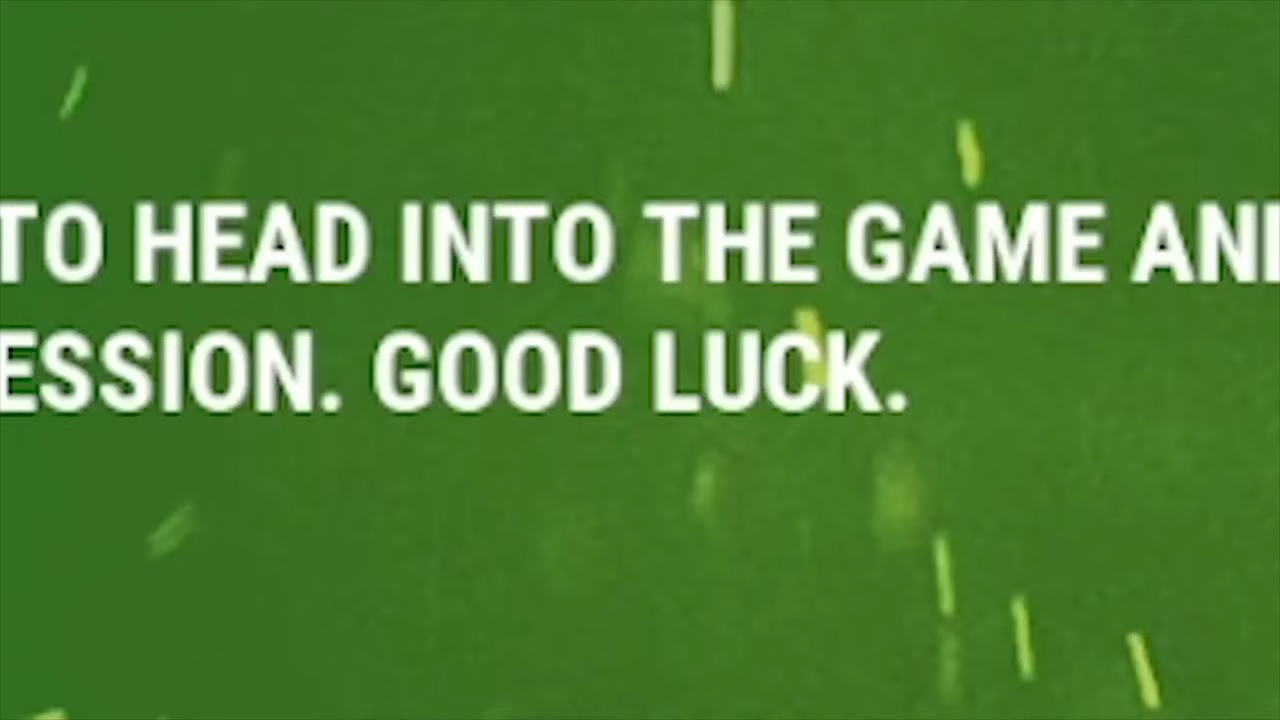 TO HEAD INTO THE GAME AN
ESSION. GOOD LUCK.